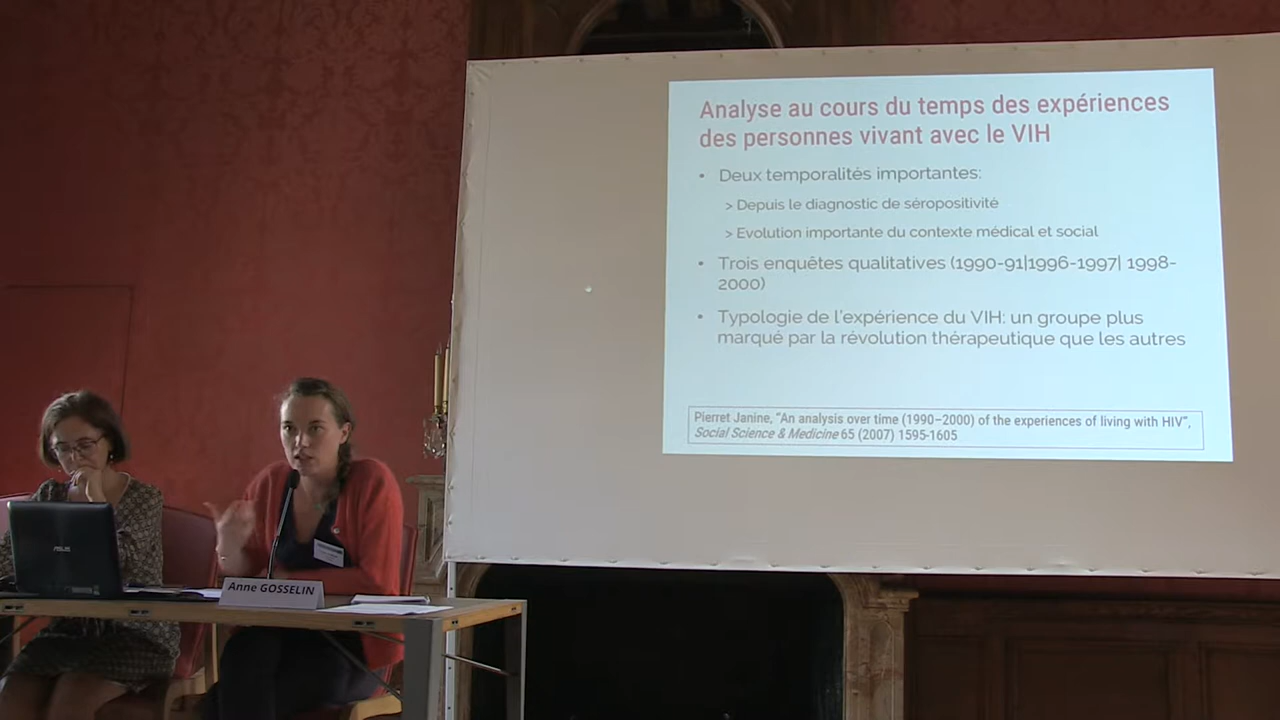 Analyse au cours du temps des expériences
des personnes vivant avec le VIH
• Deux temporalités importantes:
> Depuis le diagnostic de séropositivité
> Evolution importante du contexte médical et social
• Trois enquêtes qualitatives (1990-91|1996-1997| 1998-
2000)
• Typologie de l'expérience du VIH: un groupe plus
marqué par la révolution thérapeutique que les autres
Pierret Janine, "An analysis over time (1990–2000) of the experiences of living with HIV",
Social Science & Medicine 65 (2007) 1595-1605
ASUS
Anne GOSSELIN